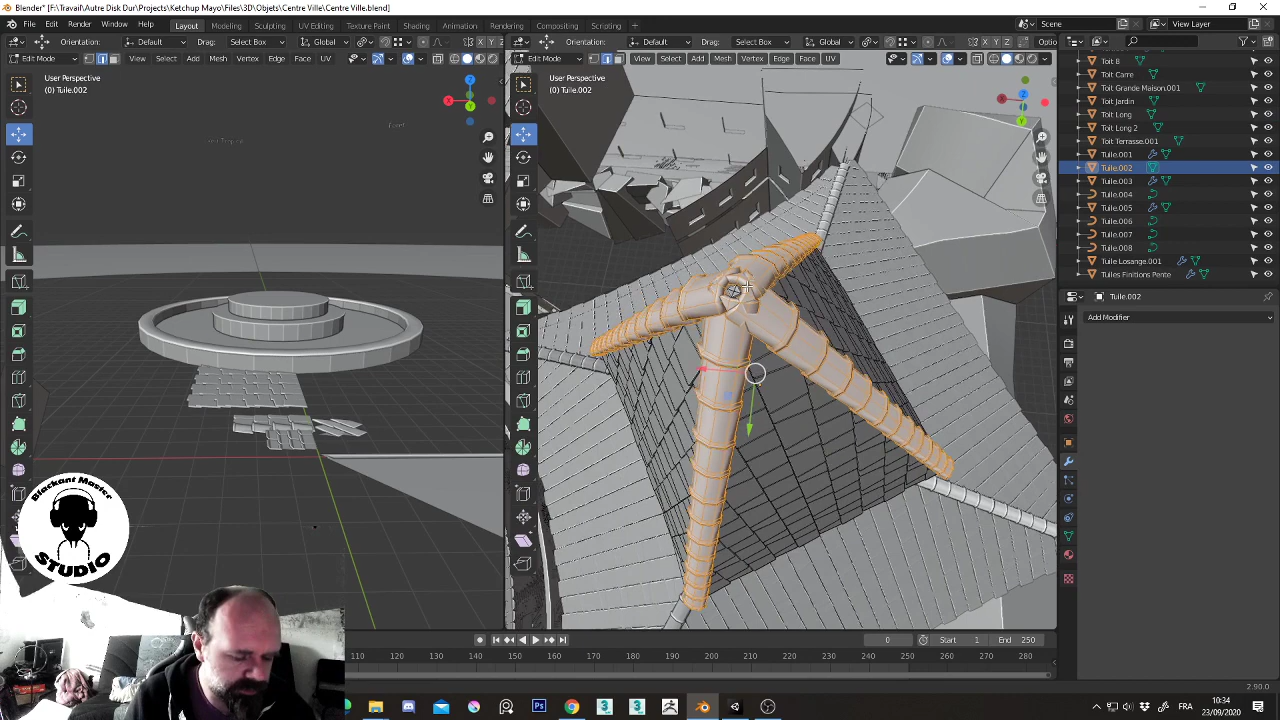 Blender* [F:\Travail\Autre Disk Dur\Projects\Ketchup Mayo\Files\3D\Objets\Centre Ville\Centre Ville.blend]
File Edit Render Window Help Layout Modeling Sculpting UV Editing Texture Paint Shading Animation Rendering Compositing Scripting + Scene View Layer
Orientation: Default Drag: Select Box Global X Y Orientation: Default Drag: Select Box Global X Y Z Optio
Edit Mode View Select Add Mesh Vertex Edge Face Edit Mode View Select Add Mesh Vertex Edge Face UV
User Perspective
(0) Tuile.002
User Perspective
(0) Tuile.002
Z X Y
X Z Y
Toit 8
Toit Carre
Toit Grande Maison.001
Toit Jardin
Toit Long
Toit Long 2
Toit Terrasse.001
Tuile.001
Tuile.002
Tuile.003
Tuile.004
Tuile.005
Tuile.006
Tuile.007
Tuile.008
Tuile Losange.001
Tuiles Finitions Pente
Tuile.002
Add Modifier
Blackant Master
STUDIO
0 Start 1 End 250
110 120 130 140 150 160 170 180 190 200 210 220 230 240 250 260 270 280
2.90.0
Ps 3 3
FRA 10:34
23/09/2020